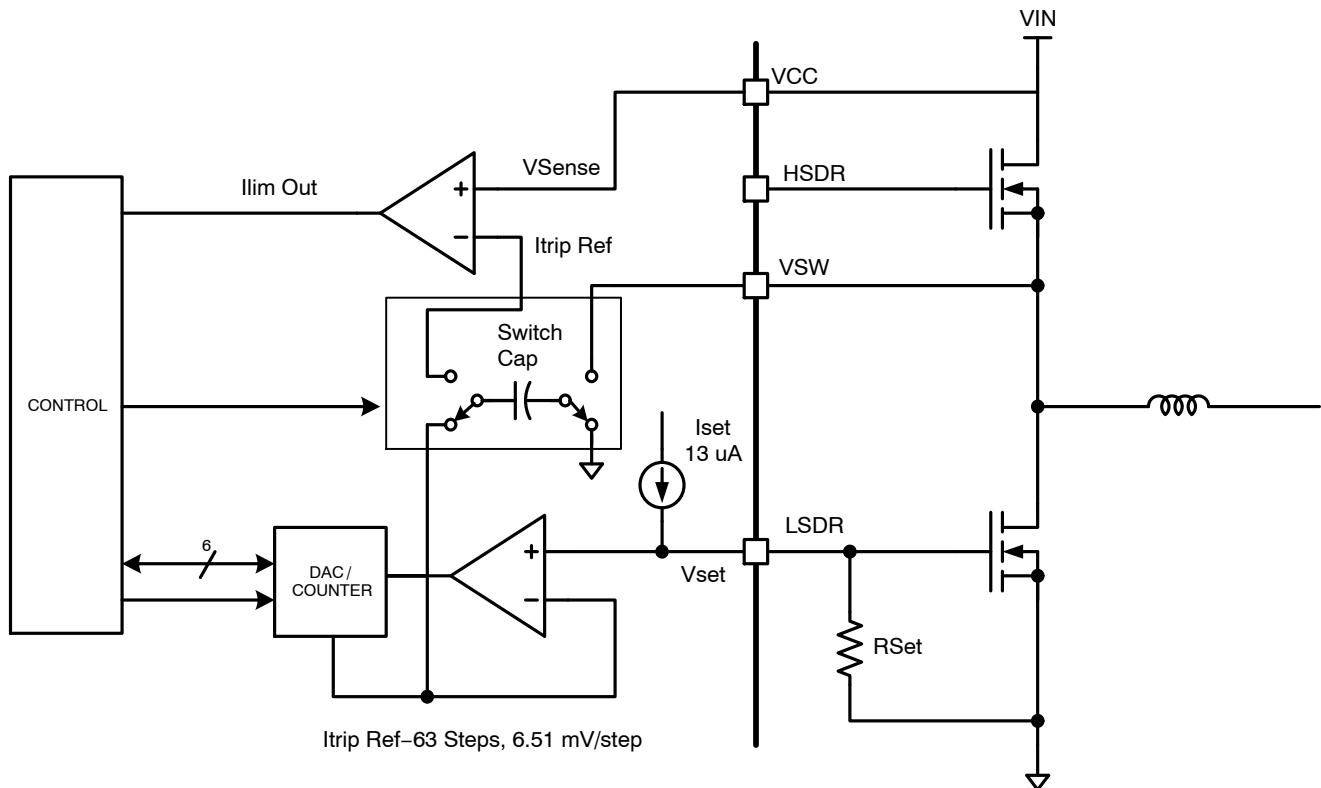 VIN
VCC
VSense
HSDR
Ilim Out
+
−
Itrip Ref
VSW
Switch
Cap
CONTROL
Iset
13 uA
LSDR
6
+
−
Vset
DAC/
COUNTER
RSet
Itrip Ref−63 Steps, 6.51 mV/step